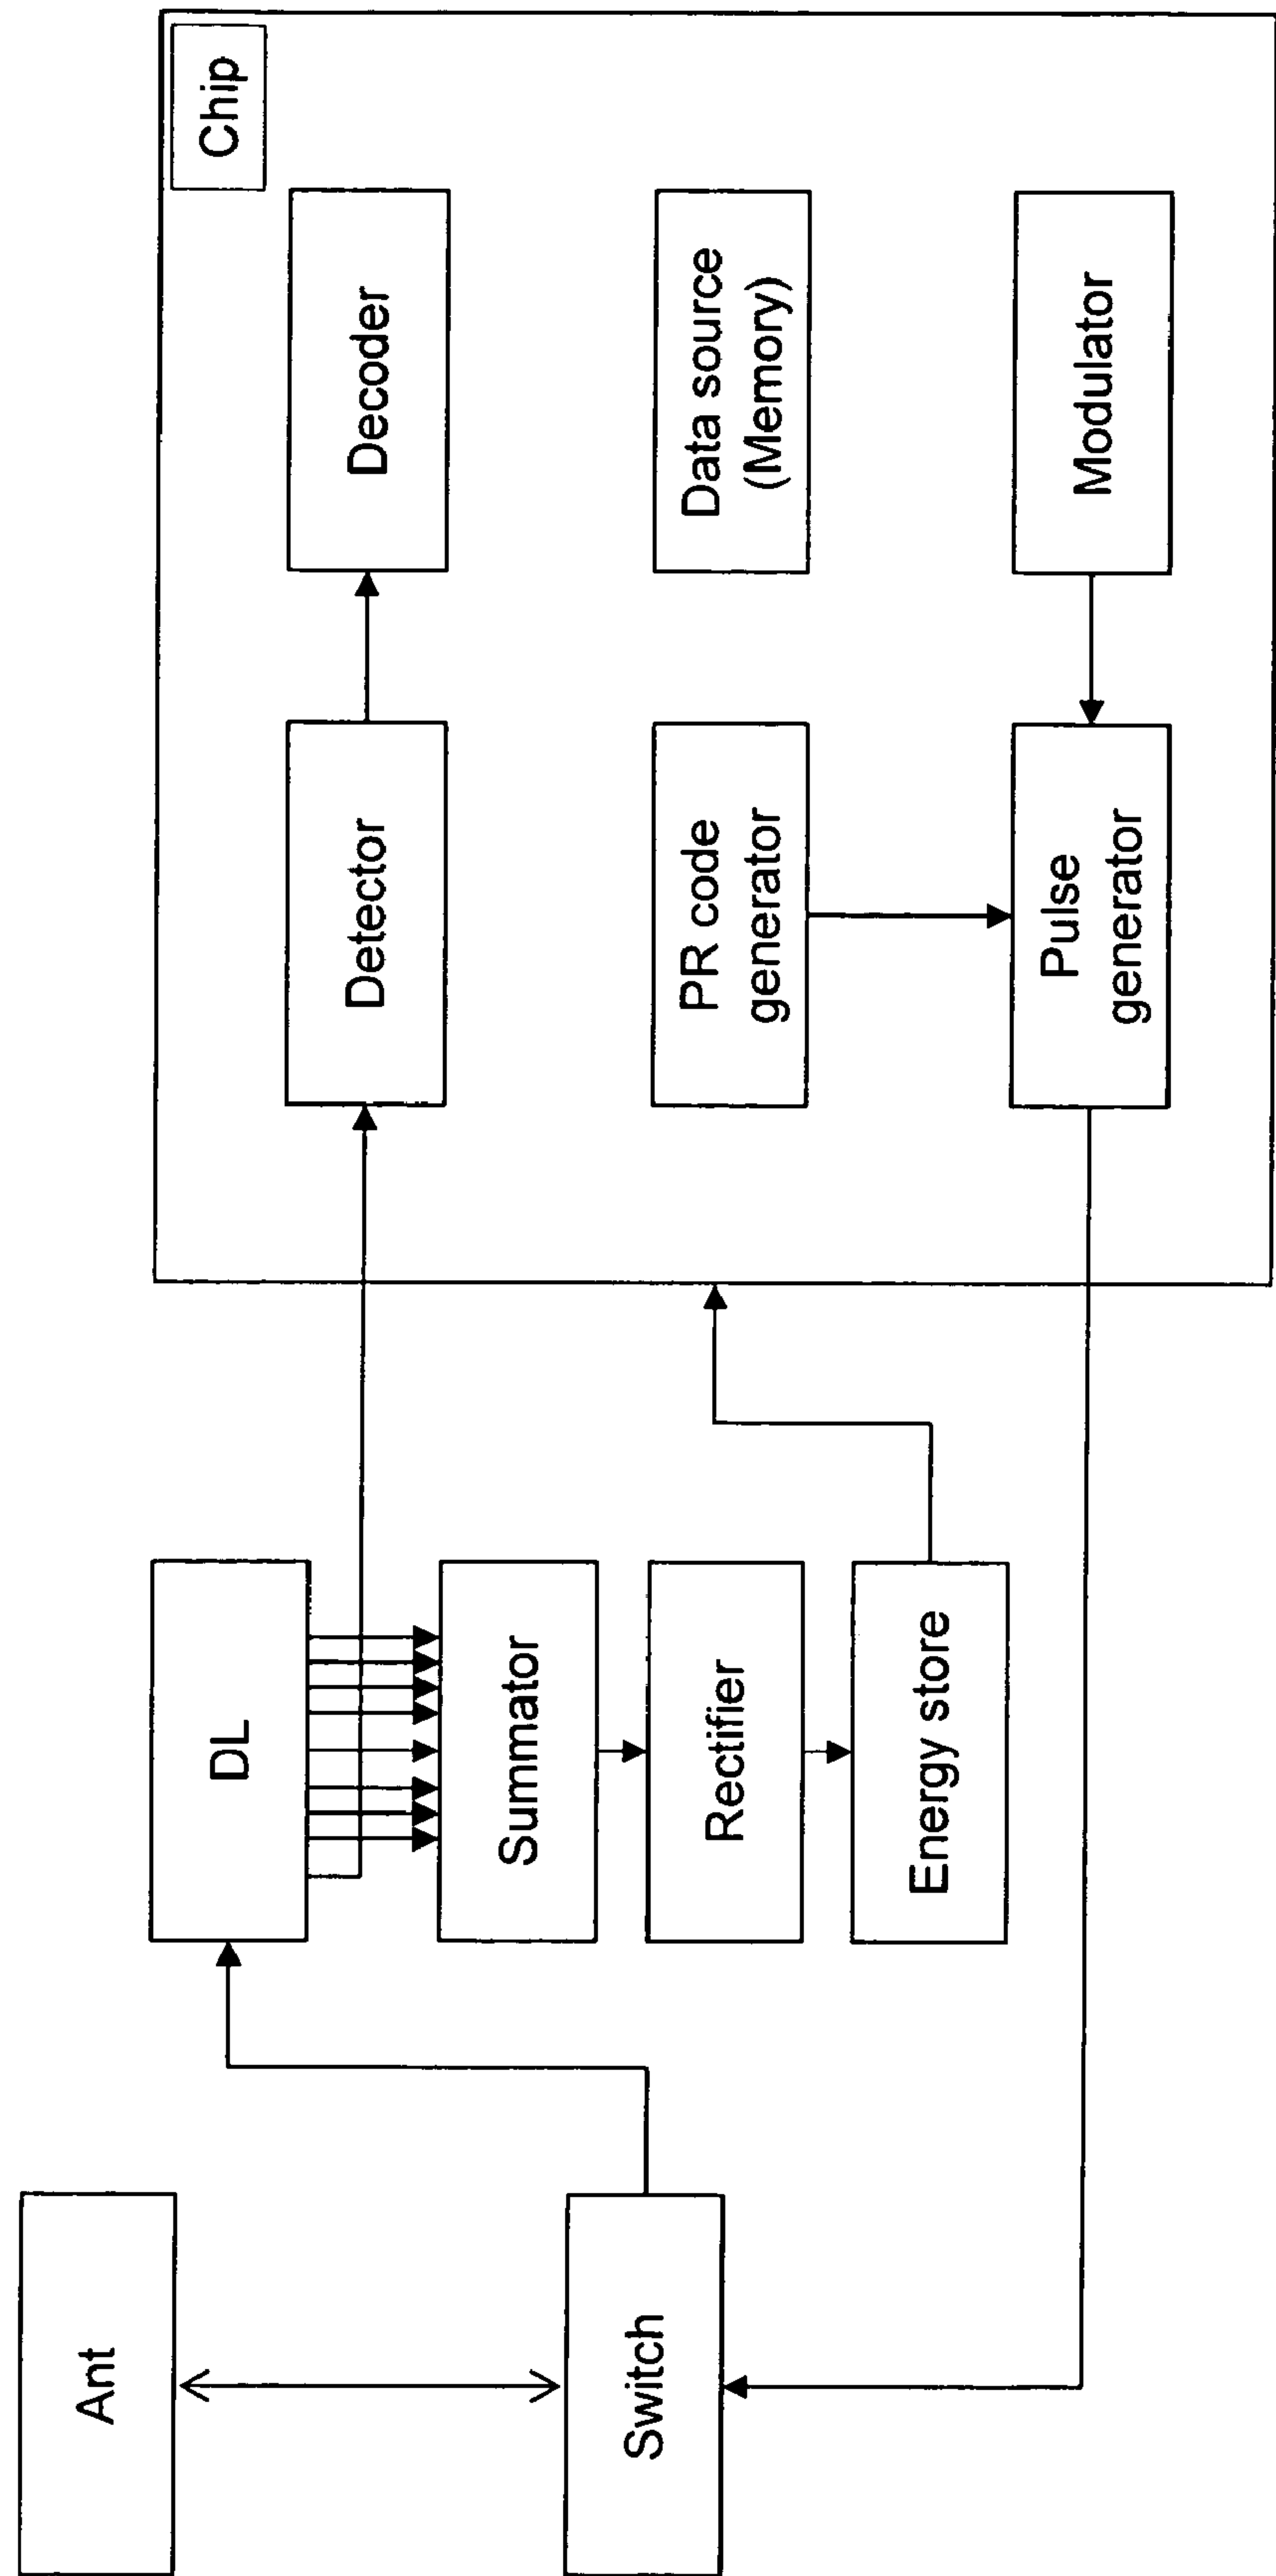 Ant
Switch
DL
Summator
Rectifier
Energy store
Chip
Detector
Decoder
PR code
generator
Data source
(Memory)
Pulse
generator
Modulator